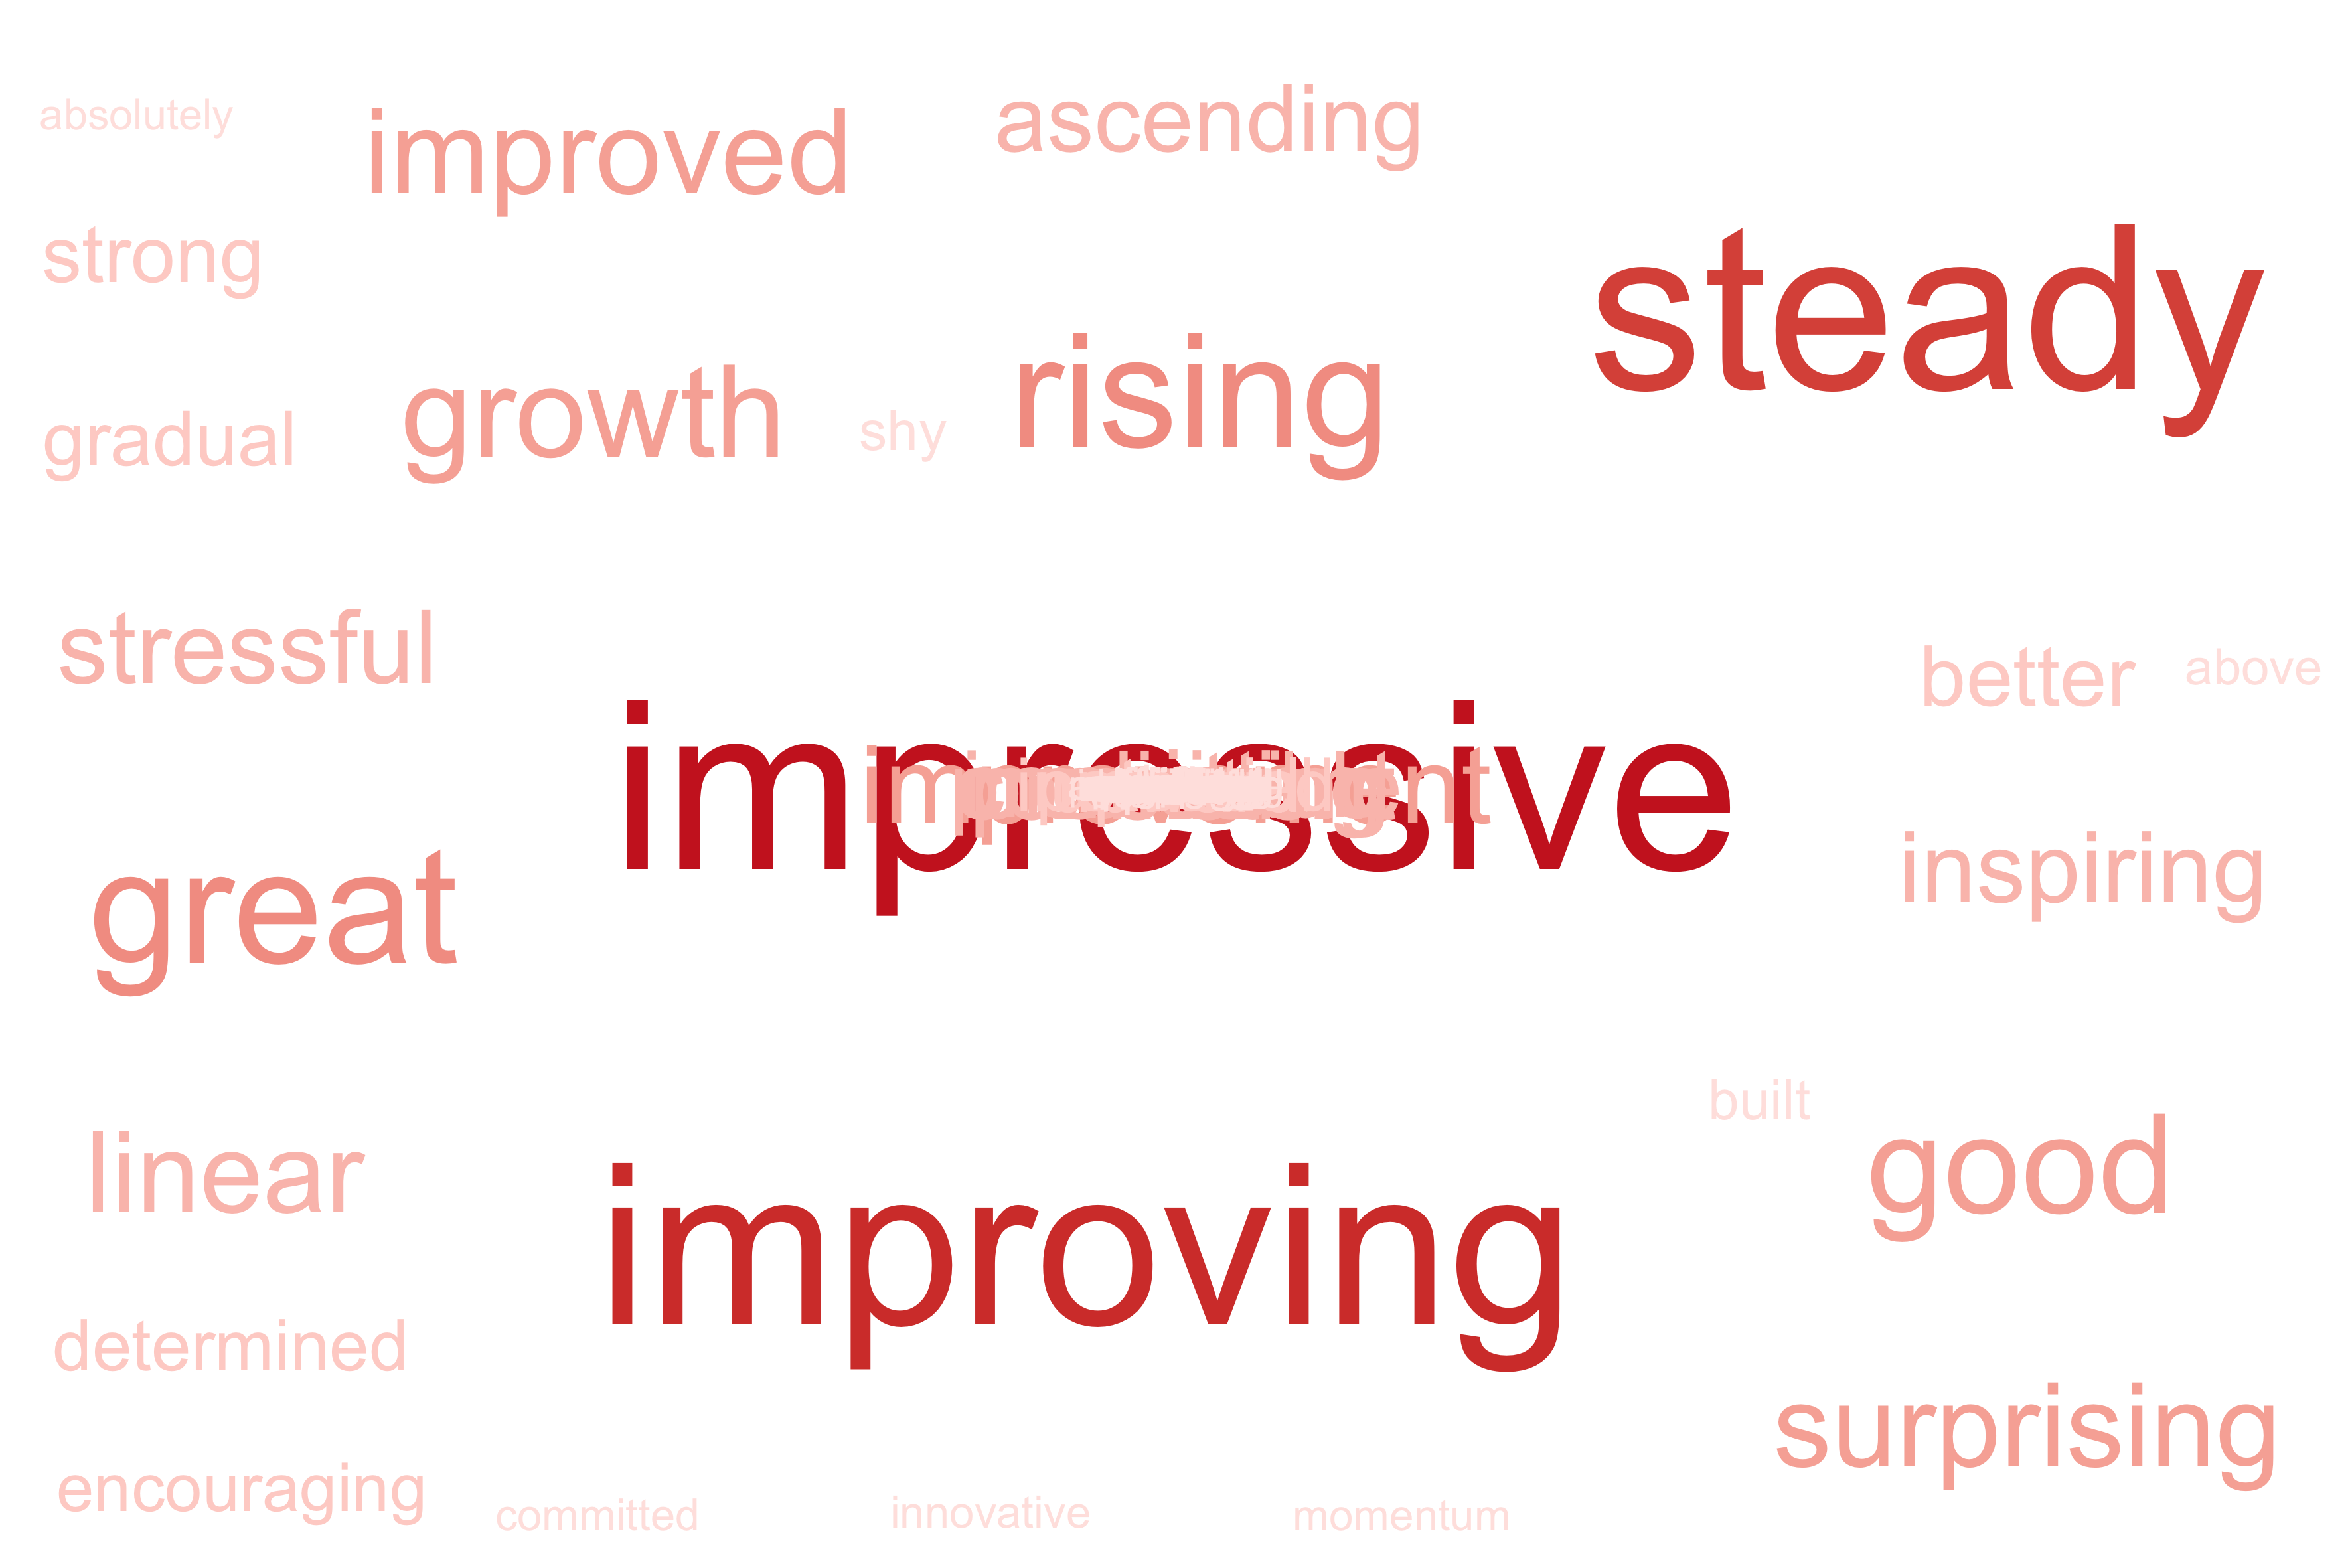 absolutely
improved
ascending
strong
steady
growth
shy
rising
gradual
stressful
better
above
impressive
inspiring
great
built
good
linear
improving
determined
surprising
encouraging
committed
innovative
momentum